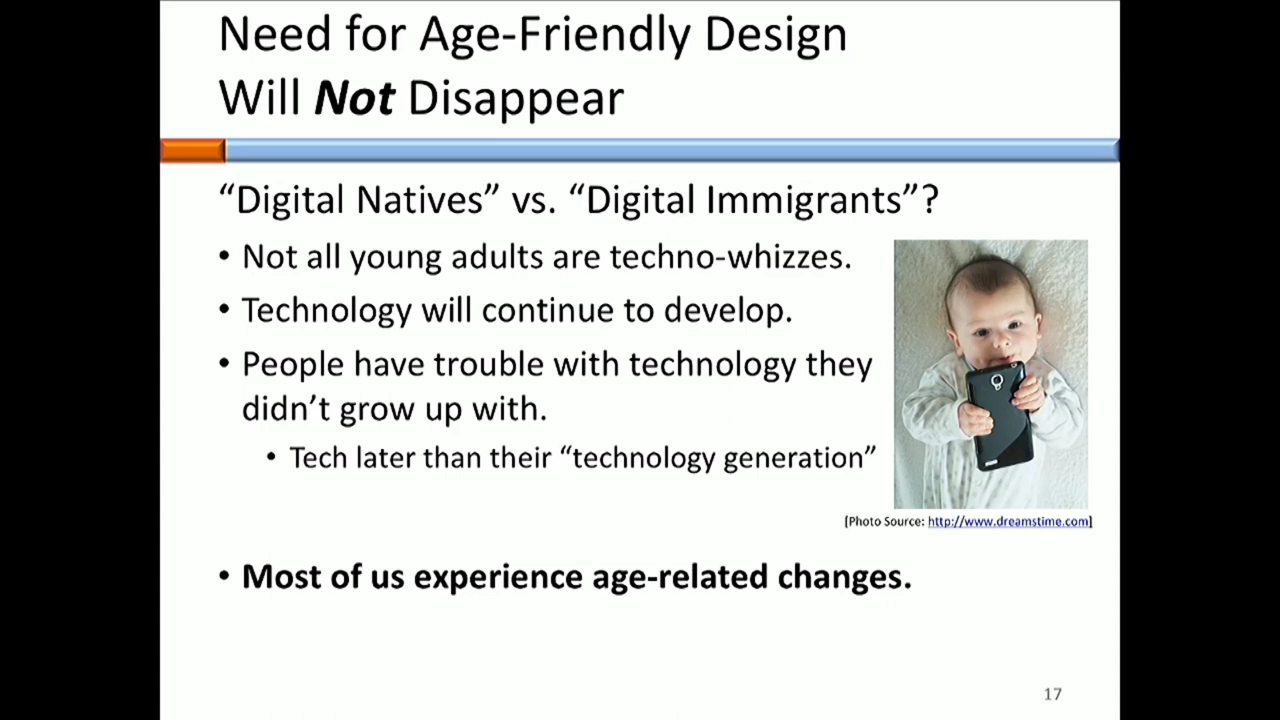 Need for Age-Friendly Design
Will Not Disappear
“Digital Natives” vs. “Digital Immigrants”?
• Not all young adults are techno-whizzes.
• Technology will continue to develop.
• People have trouble with technology they
didn’t grow up with.
• Tech later than their “technology generation”
[Photo Source: http://www.dreamstime.com]
• Most of us experience age-related changes.
17